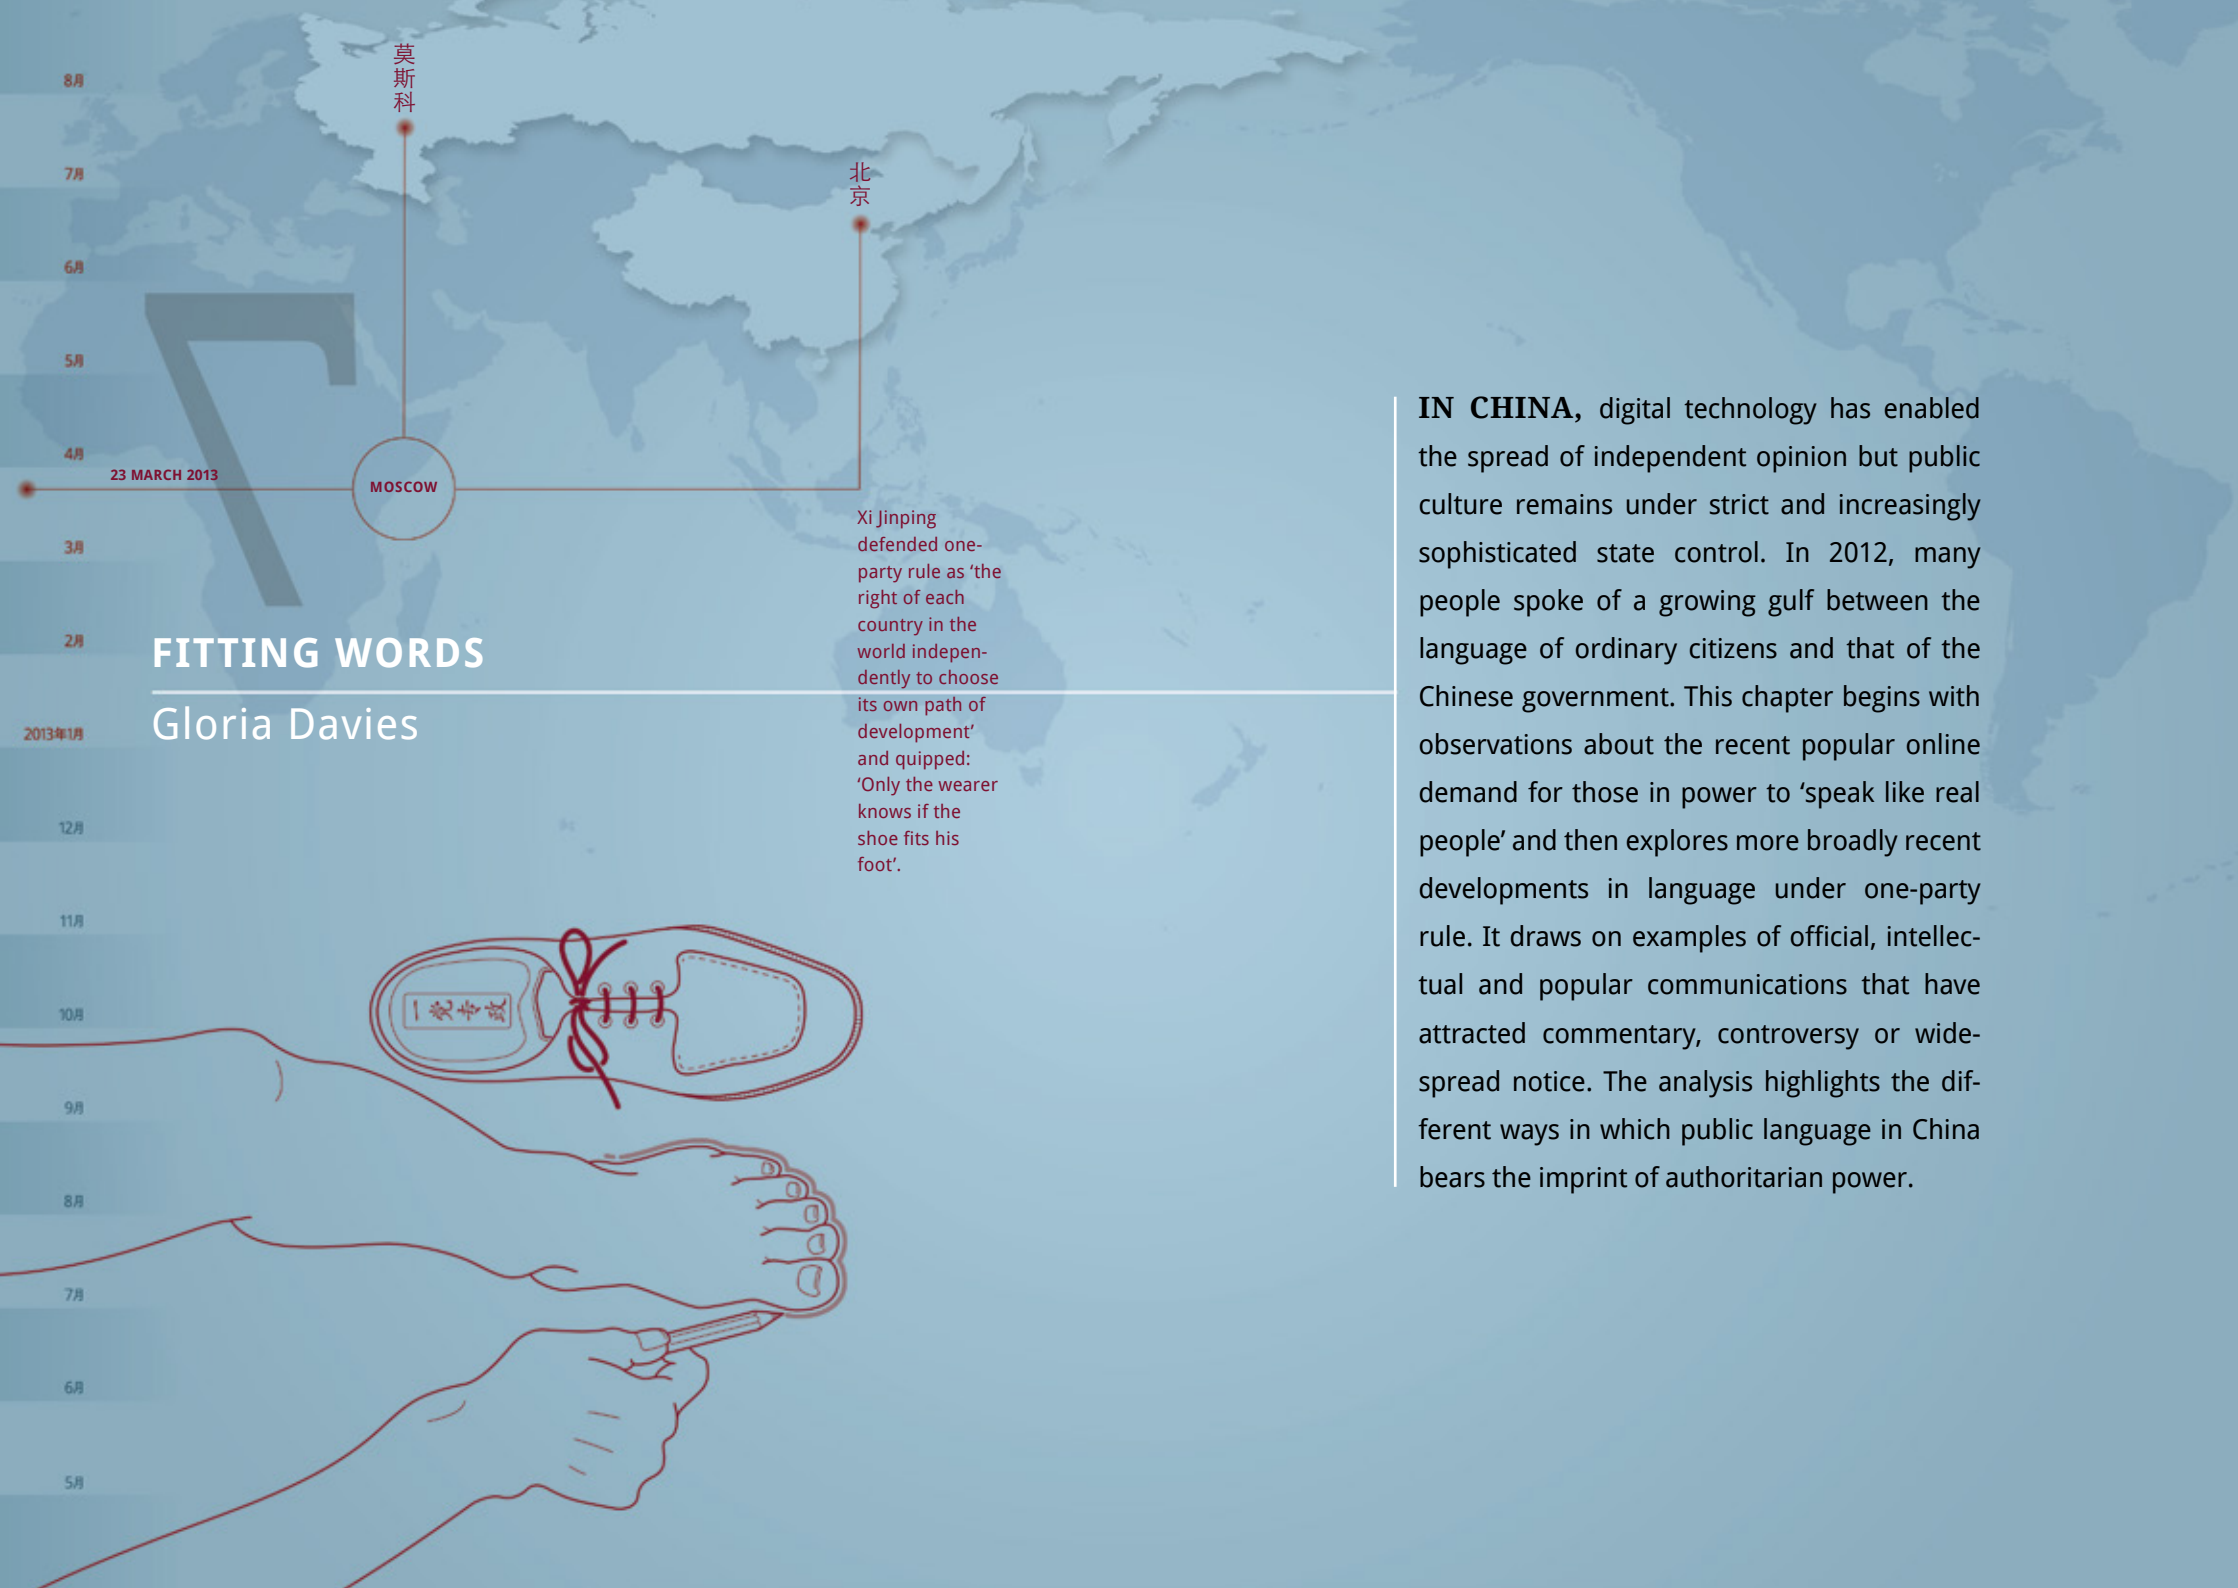 莫斯科
北京
8月
7月
6月
5月
4月
3月
2月
2013年1月
12月
11月
10月
9月
8月
7月
6月
5月
7
23 MARCH 2013
MOSCOW
Xi Jinping
defended one-
party rule as ‘the
right of each
country in the
world indepen-
dently to choose
its own path of
development’
and quipped:
‘Only the wearer
knows if the
shoe fits his
foot’.
FITTING WORDS
Gloria Davies
一党专政
IN CHINA, digital technology has enabled
the spread of independent opinion but public
culture remains under strict and increasingly
sophisticated state control. In 2012, many
people spoke of a growing gulf between the
language of ordinary citizens and that of the
Chinese government. This chapter begins with
observations about the recent popular online
demand for those in power to ‘speak like real
people’ and then explores more broadly recent
developments in language under one-party
rule. It draws on examples of official, intellec-
tual and popular communications that have
attracted commentary, controversy or wide-
spread notice. The analysis highlights the dif-
ferent ways in which public language in China
bears the imprint of authoritarian power.